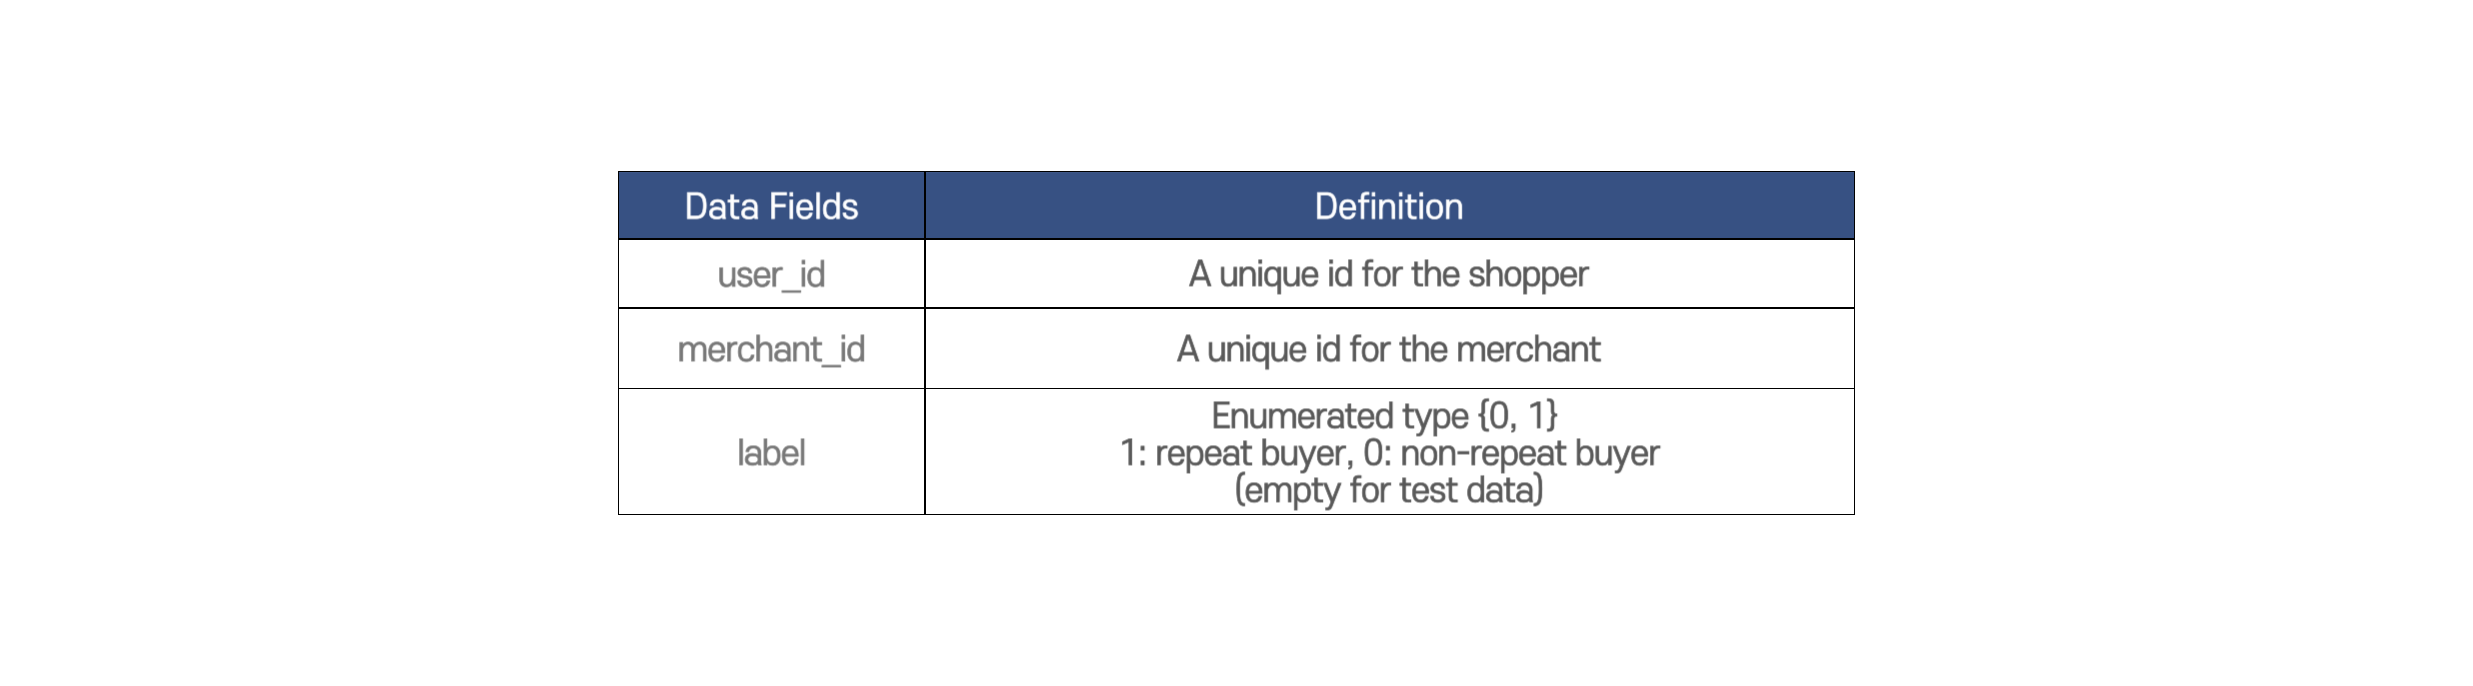 Data Fields
Definition
user_id
A unique id for the shopper
merchant_id
A unique id for the merchant
label
Enumerated type {0, 1}
1: repeat buyer, 0: non-repeat buyer
(empty for test data)